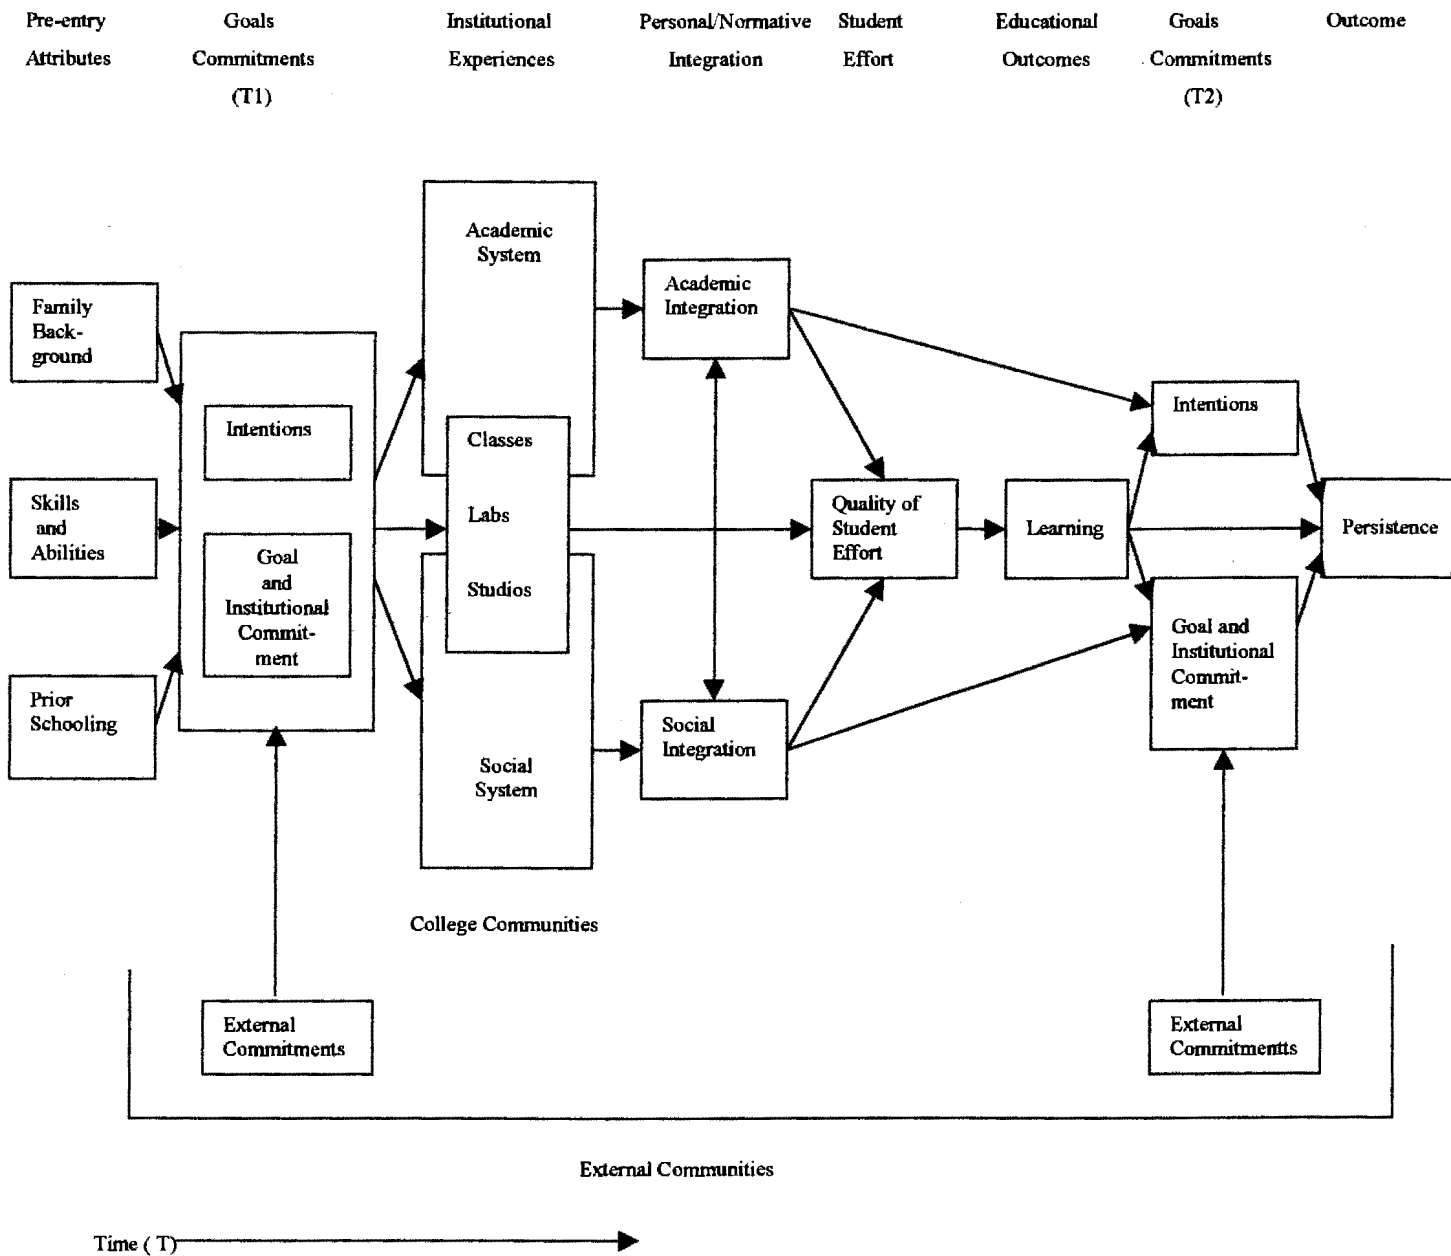 Pre-entry
Attributes
Goals
Commitments
(T1)
Institutional
Experiences
Personal/Normative
Integration
Student
Effort
Educational
Outcomes
Goals
Commitments
(T2)
Outcome
Family
Back-
ground
Skills
and
Abilities
Prior
Schooling
Intentions
Goal
and
Institutional
Commit-
ment
Academic
System
Classes
Labs
Studios
Social
System
Academic
Integration
Social
Integration
Quality of
Student
Effort
Learning
Intentions
Goal and
Institutional
Commit-
ment
Persistence
College Communities
External
Commitments
External
Commitmentts
External Communities
Time ( T)